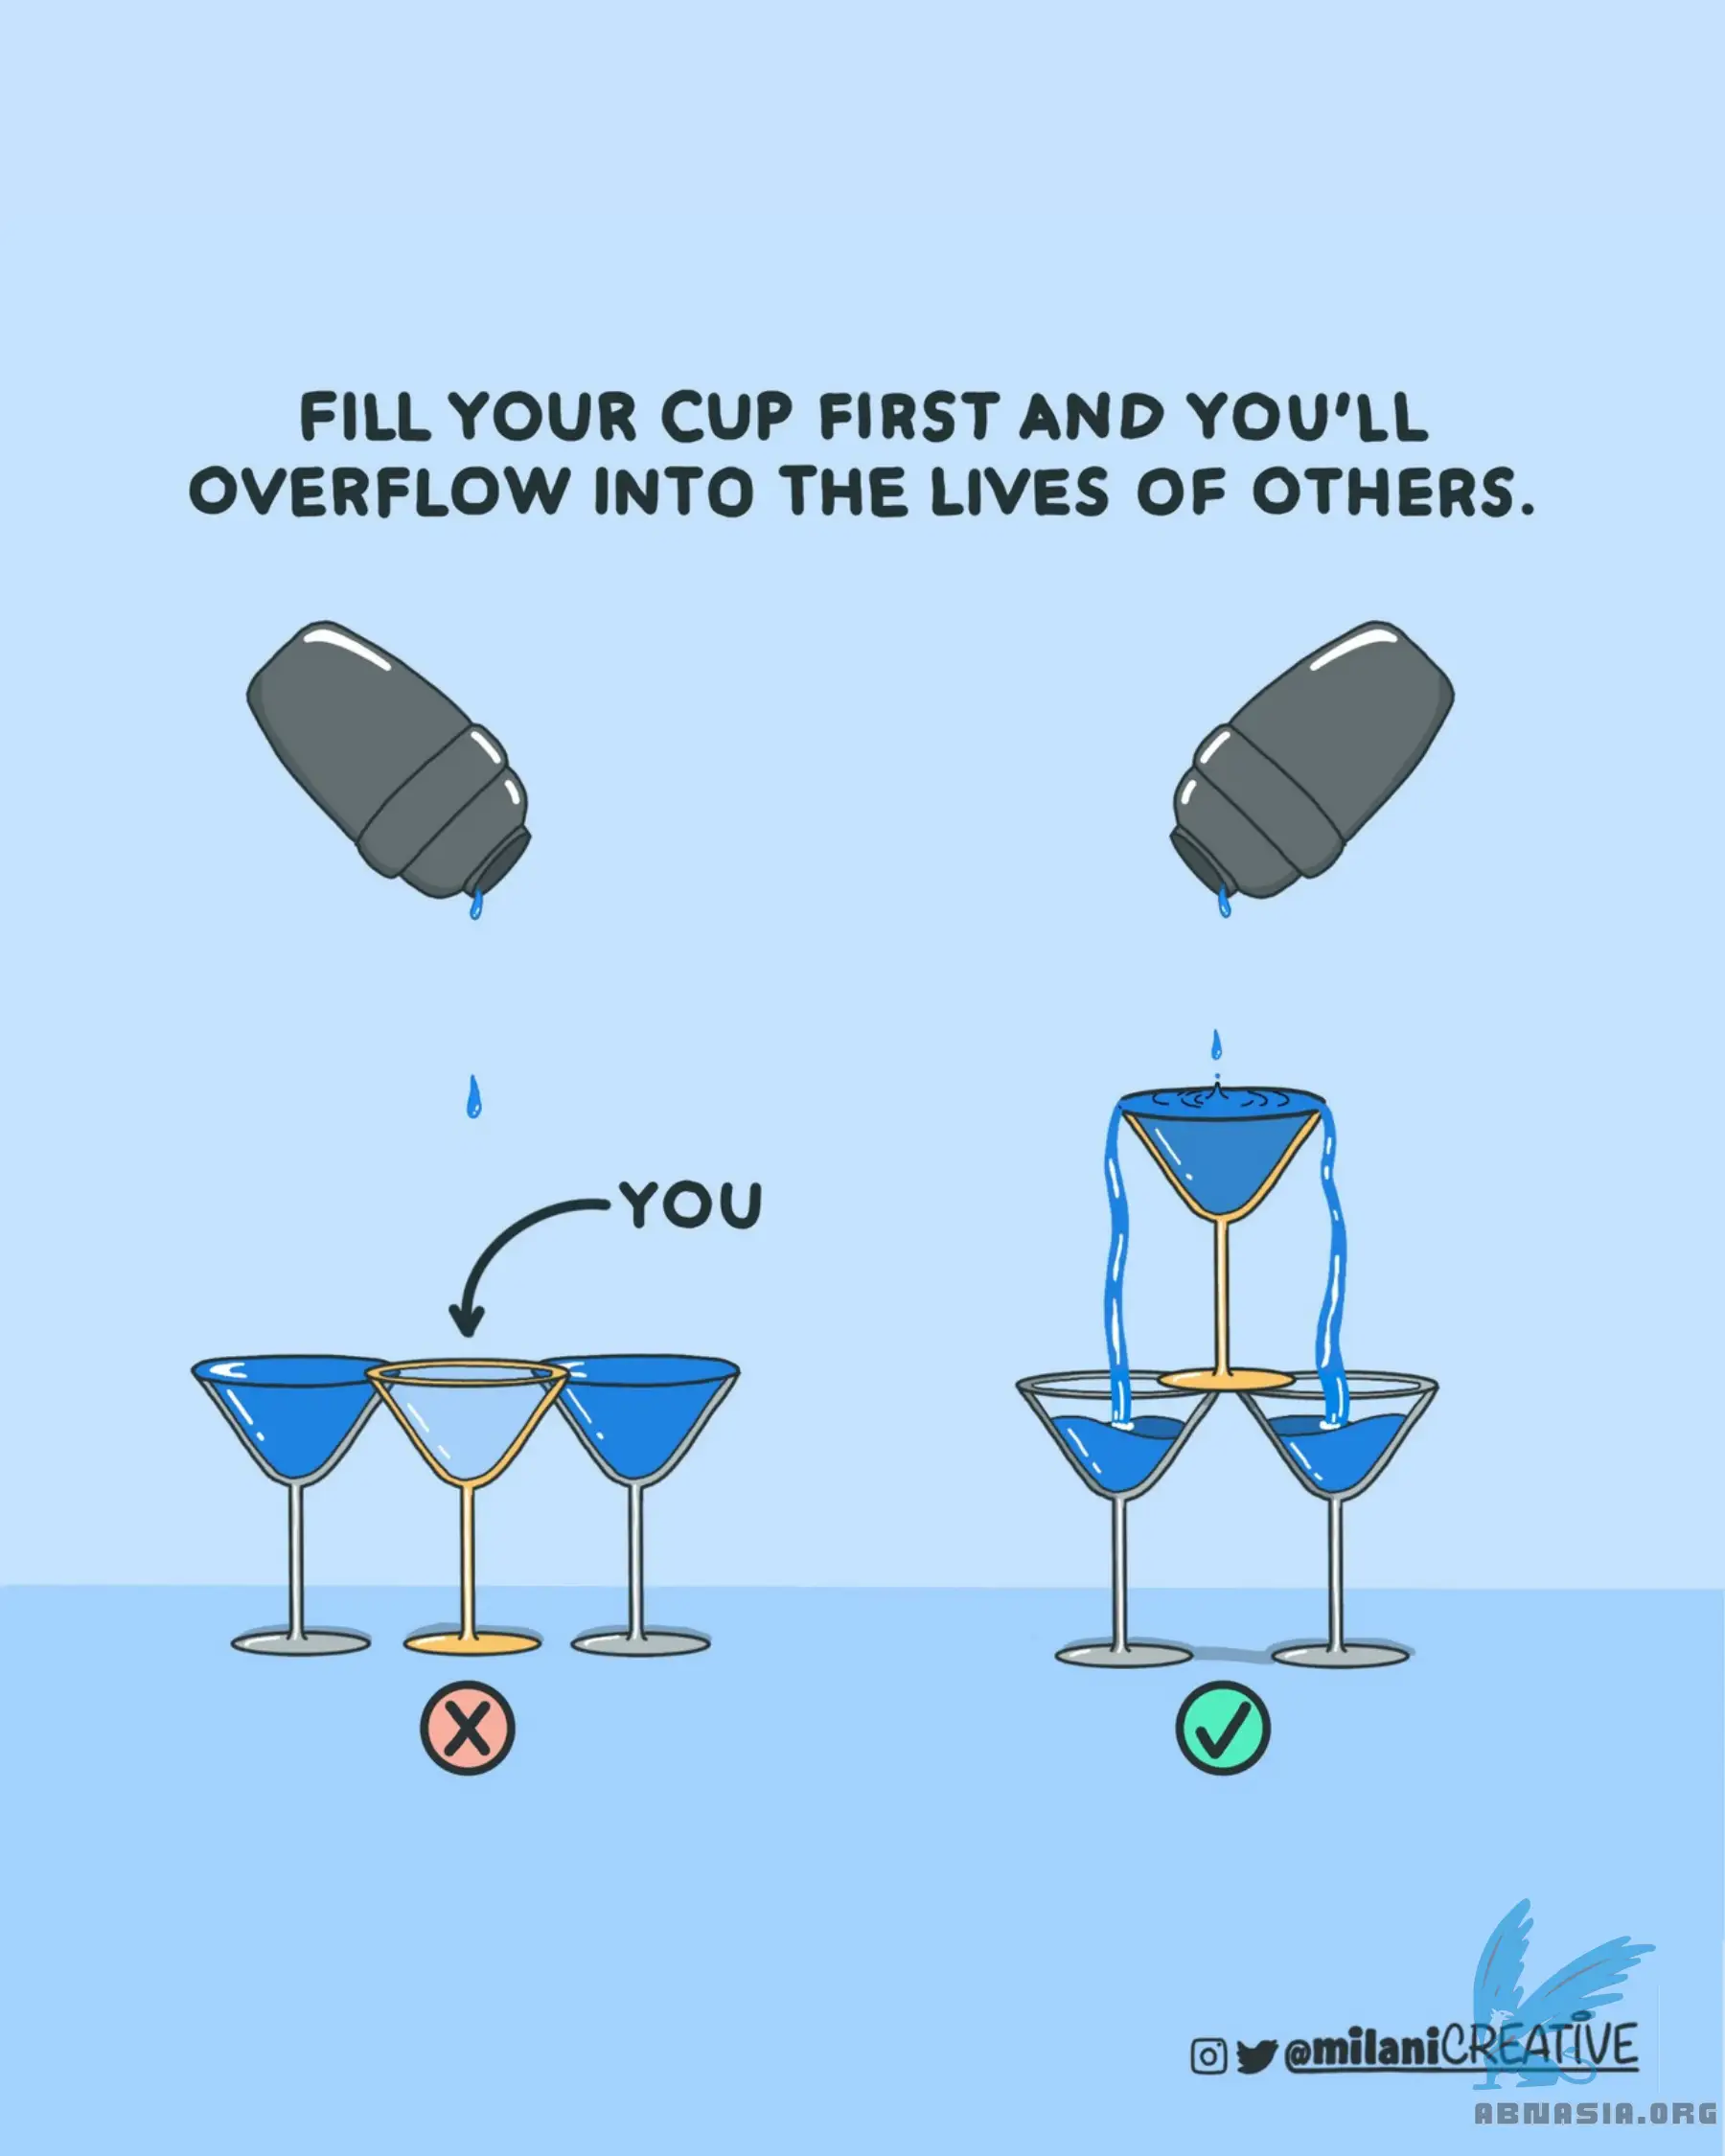 FILL YOUR CUP FIRST AND YOU'LL
OVERFLOW INTO THE LIVES OF OTHERS.
YOU
@milaniCREATIVE
ABNASIA.ORG